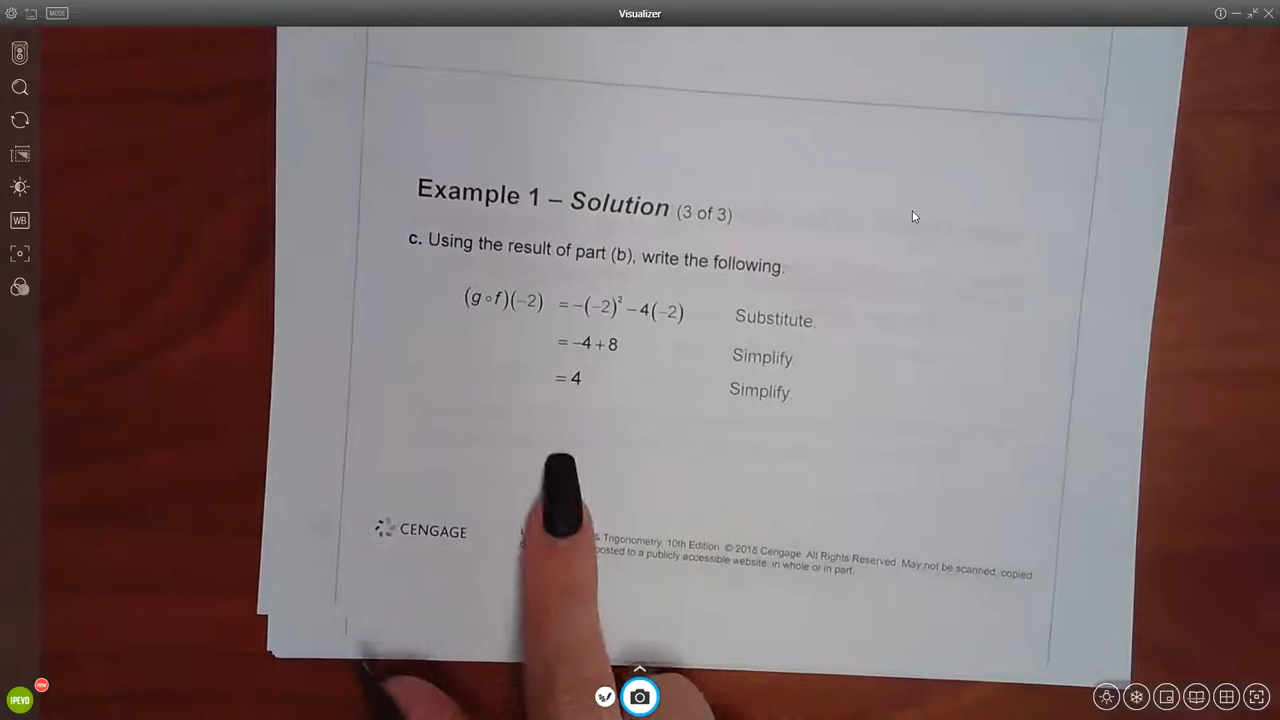 MODE
Visualizer
WB
Example 1 – Solution (3 of 3)
c. Using the result of part (b), write the following.
(g∘f)(−2) = −(−2)² − 4(−2) Substitute.
= −4 + 8 Simplify.
= 4 Simplify.
CENGAGE
& Trigonometry, 10th Edition. © 2018 Cengage. All Rights Reserved. May not be scanned, copied
posted to a publicly accessible website, in whole or in part.
IPEVO
new